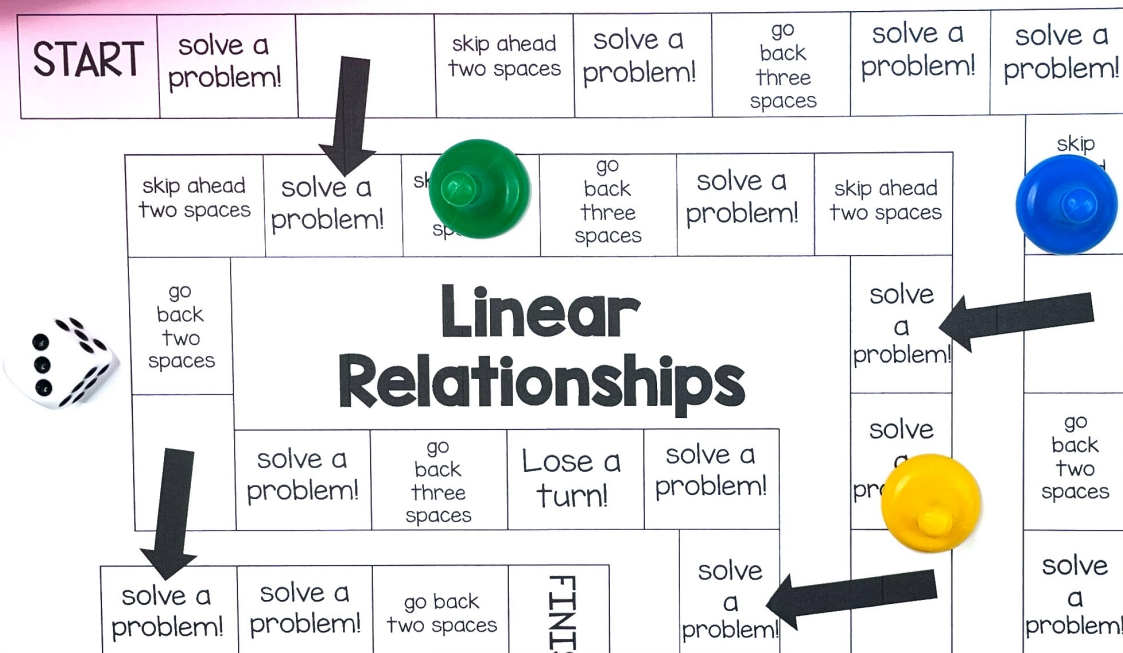 START
solve a
problem!
skip ahead
two spaces
solve a
problem!
go
back
three
spaces
solve a
problem!
solve a
problem!
skip
skip ahead
two spaces
solve a
problem!
go
back
three
spaces
solve a
problem!
skip ahead
two spaces
go
back
two
spaces
Linear
Relationships
solve
a
problem!
solve
a
go
back
two
spaces
solve a
problem!
go
back
three
spaces
Lose a
turn!
solve a
problem!
solve
a
problem!
solve
a
problem!
solve a
problem!
solve a
problem!
go back
two spaces
FINIS